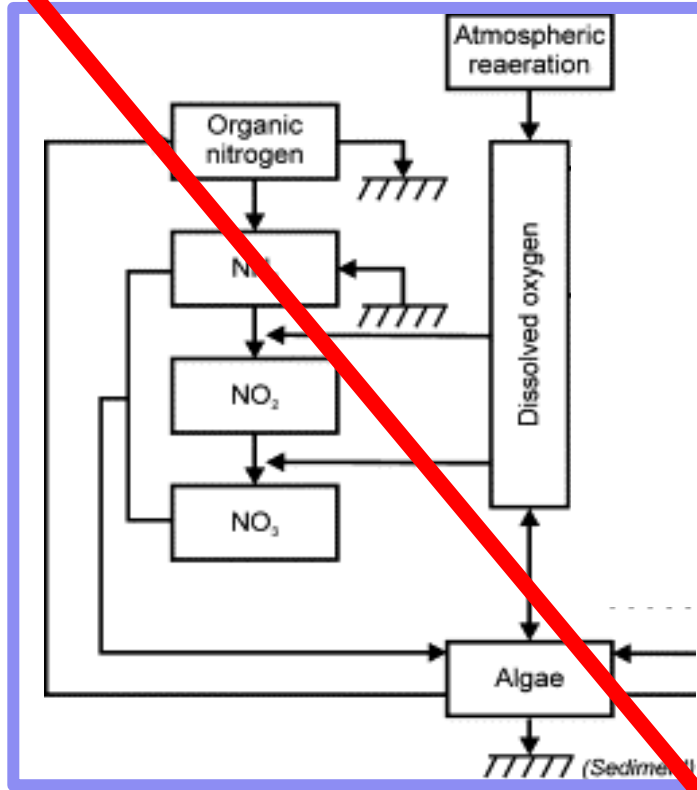 Atmospheric
reaeration
Organic
nitrogen
Dissolved oxygen
NO₂
NO₃
Algae